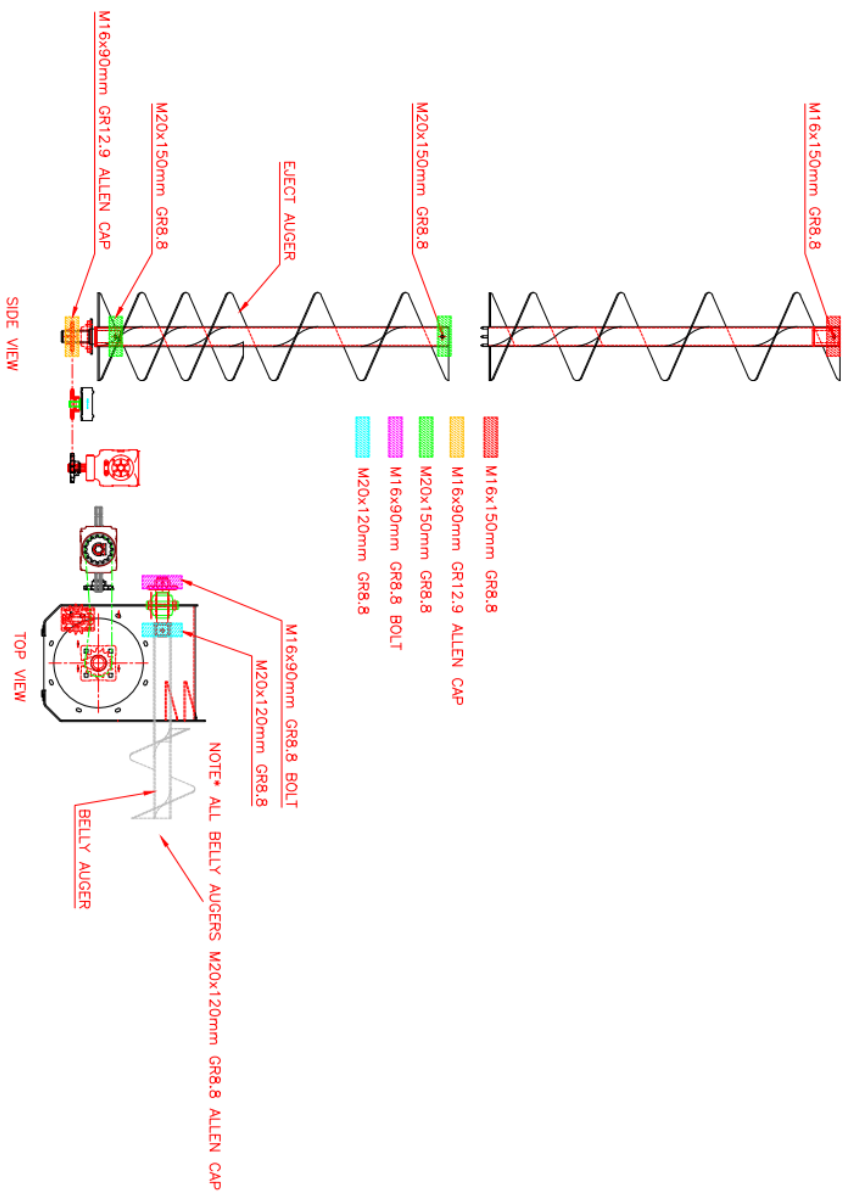 M16x150mm GR8.8
M20x150mm GR8.8
EJECT AUGER
M20x150mm GR8.8
M16x90mm GR12.9 ALLEN CAP
SIDE VIEW
M16x150mm GR8.8
M16x90mm GR12.9 ALLEN CAP
M20x150mm GR8.8
M16x90mm GR8.8 BOLT
M20x120mm GR8.8
M16x90mm GR8.8 BOLT
M20x120mm GR8.8
NOTE* ALL BELLY AUGERS M20x120mm GR8.8 ALLEN CAP
BELLY AUGER
TOP VIEW